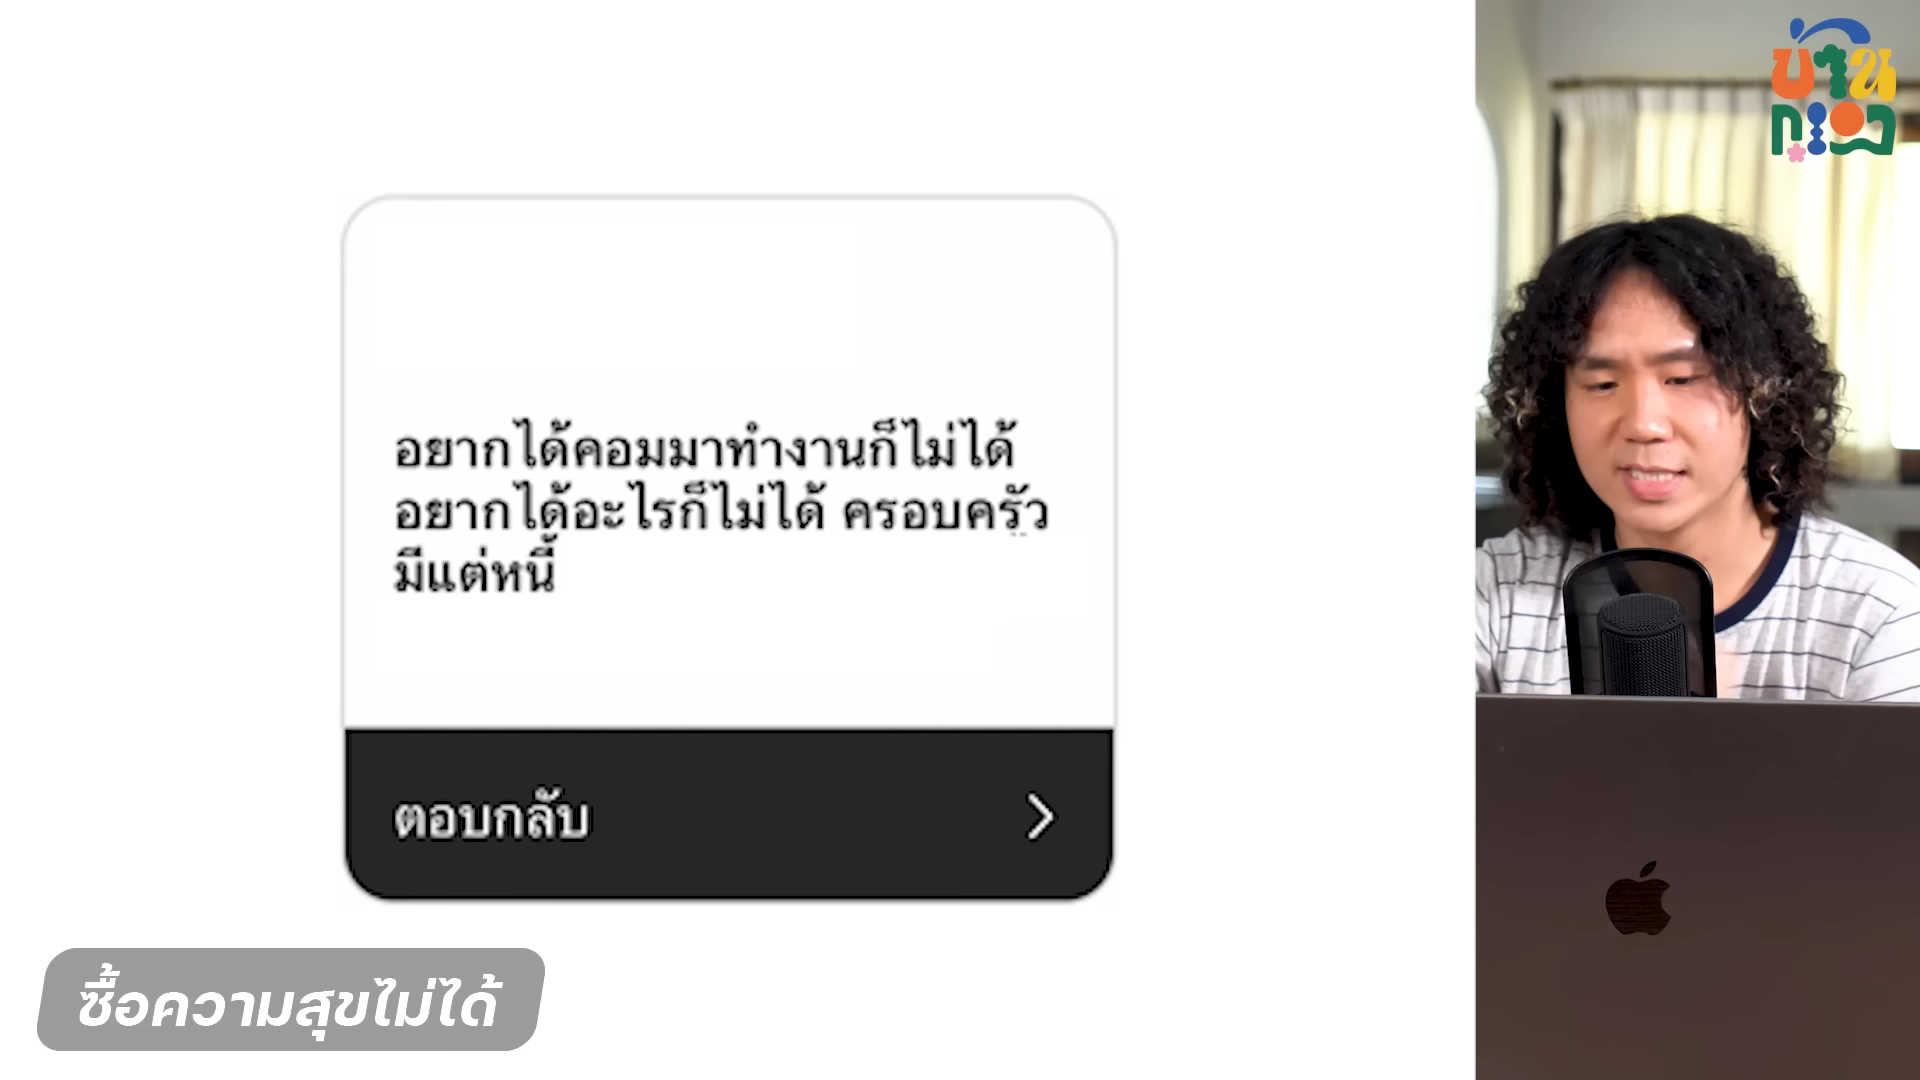 บ้าน
กูเอง
อยากได้คอมมาทำงานก็ไม่ได้
อยากได้อะไรก็ไม่ได้ ครอบครัว
มีแต่หนี้
ตอบกลับ
ซื้อความสุขไม่ได้